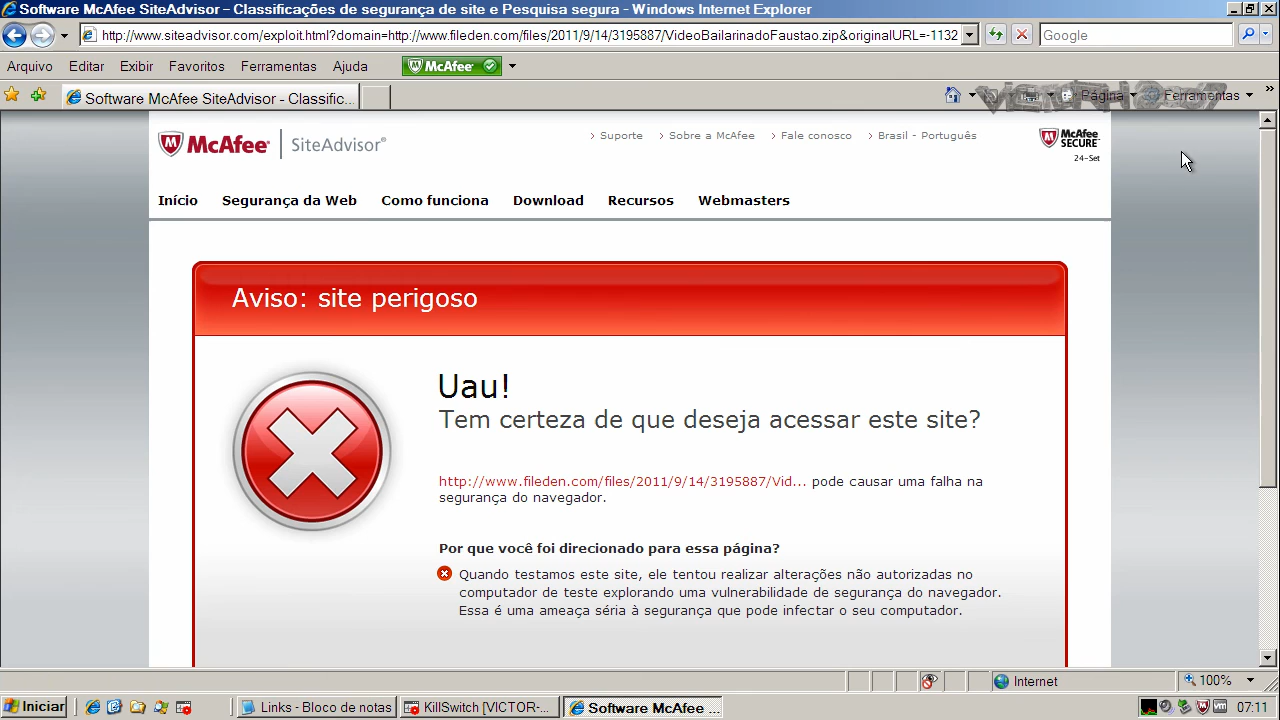 Software McAfee SiteAdvisor - Classificações de segurança de site e Pesquisa segura - Windows Internet Explorer
http://www.siteadvisor.com/exploit.html?domain=http://www.fileden.com/files/2011/9/14/3195887/VideoBailarinadoFaustao.zip&originalURL=-1132
Google
Arquivo Editar Exibir Favoritos Ferramentas Ajuda McAfee
Software McAfee SiteAdvisor - Classific...
Página Ferramentas
McAfee SiteAdvisor®
Suporte Sobre a McAfee Fale conosco Brasil - Português
McAfee SECURE
24-Set
Início Segurança da Web Como funciona Download Recursos Webmasters
Aviso: site perigoso
Uau!
Tem certeza de que deseja acessar este site?
http://www.fileden.com/files/2011/9/14/3195887/Vid... pode causar uma falha na
segurança do navegador.
Por que você foi direcionado para essa página?
Quando testamos este site, ele tentou realizar alterações não autorizadas no
computador de teste explorando uma vulnerabilidade de segurança do navegador.
Essa é uma ameaça séria à segurança que pode infectar o seu computador.
Internet 100%
Iniciar Links - Bloco de notas KillSwitch [VICTOR-... Software McAfee ... 07:11